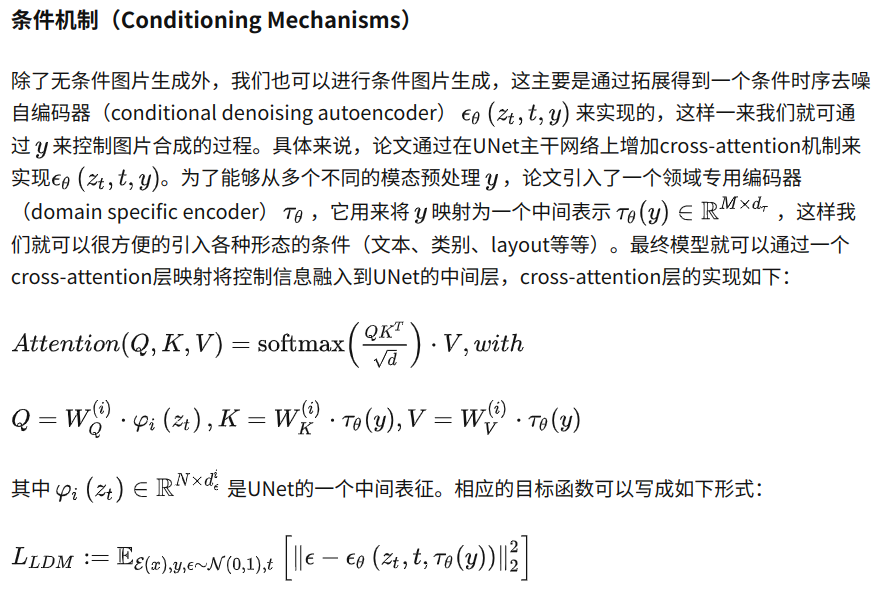 条件机制（Conditioning Mechanisms）
除了无条件图片生成外，我们也可以进行条件图片生成，这主要是通过拓展得到一个条件时序去噪
自编码器（conditional denoising autoencoder） $\epsilon_\theta(z_t, t, y)$ 来实现的，这样一来我们就可通
过 $y$ 来控制图片合成的过程。具体来说，论文通过在UNet主干网络上增加cross-attention机制来
实现$\epsilon_\theta(z_t, t, y)$。为了能够从多个不同的模态预处理 $y$ ，论文引入了一个领域专用编码器
（domain specific encoder） $\tau_\theta$ ，它用来将 $y$ 映射为一个中间表示 $\tau_\theta(y) \in \mathbb{R}^{M \times d_\tau}$ ，这样我
们就可以很方便的引入各种形态的条件（文本、类别、layout等等）。最终模型就可以通过一个
cross-attention层映射将控制信息融入到UNet的中间层，cross-attention层的实现如下：
$Attention(Q, K, V) = \operatorname{softmax}\left(\frac{QK^T}{\sqrt{d}}\right) \cdot V, with$
$Q = W_Q^{(i)} \cdot \varphi_i(z_t), K = W_K^{(i)} \cdot \tau_\theta(y), V = W_V^{(i)} \cdot \tau_\theta(y)$
其中 $\varphi_i(z_t) \in \mathbb{R}^{N \times d_\epsilon^i}$ 是UNet的一个中间表征。相应的目标函数可以写成如下形式：
$L_{LDM} := \mathbb{E}_{\mathcal{E}(x), y, \epsilon \sim \mathcal{N}(0,1), t}\left[\|\epsilon - \epsilon_\theta(z_t, t, \tau_\theta(y))\|_2^2\right]$